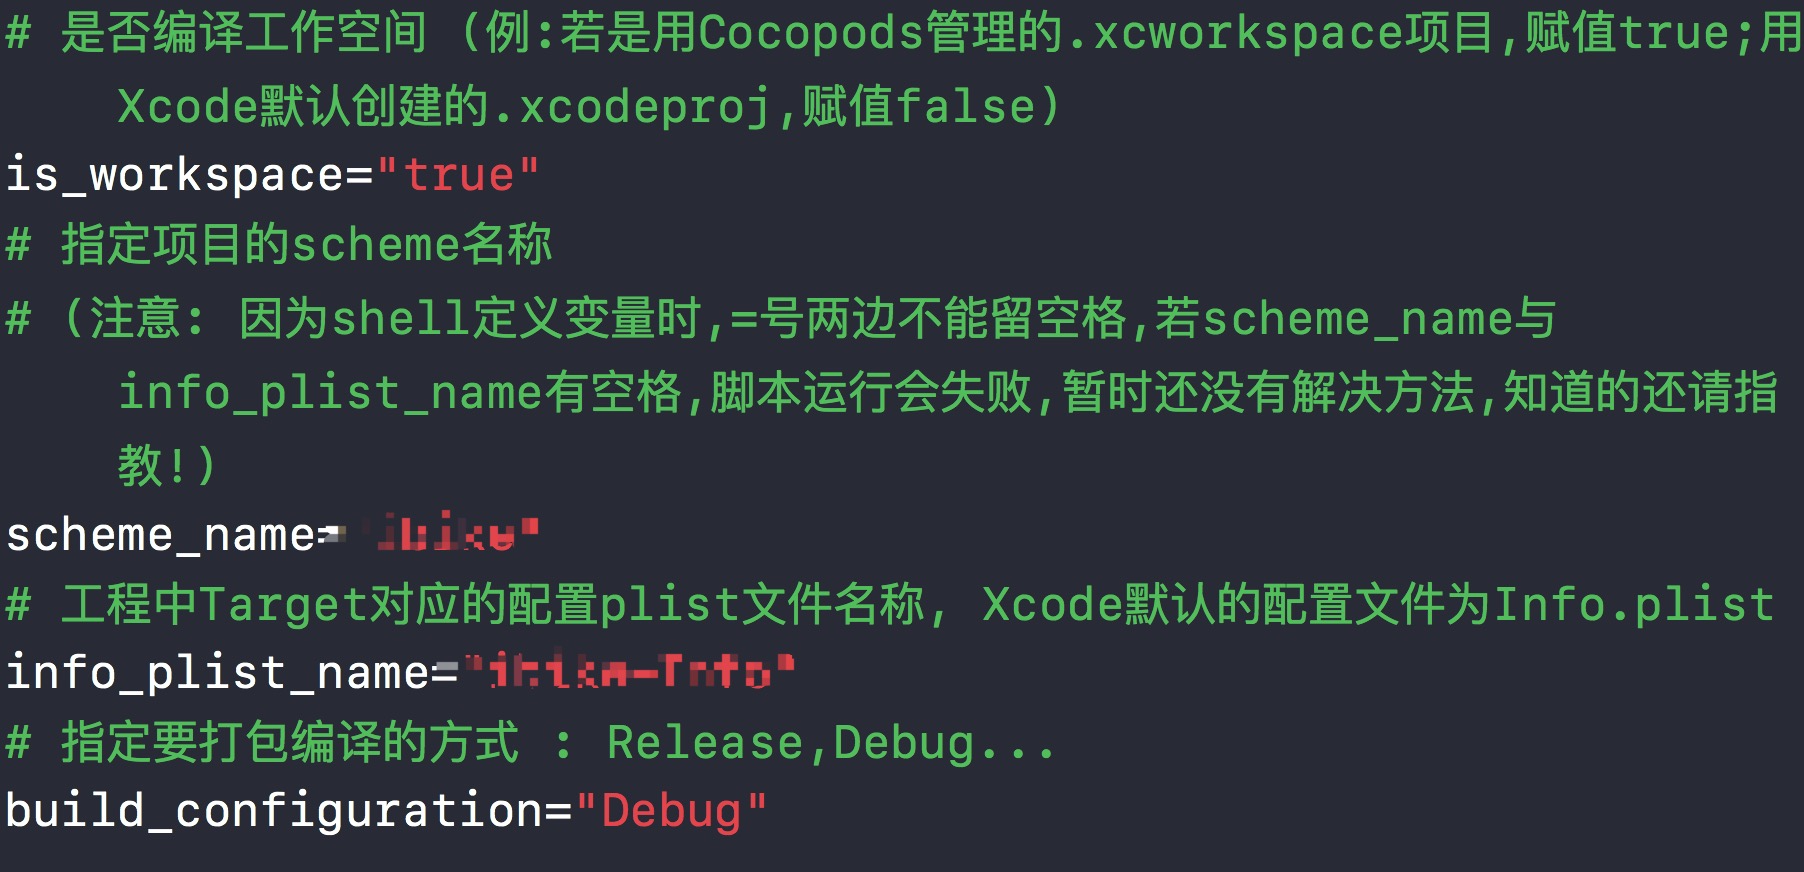 # 是否编译工作空间 (例:若是用Cocopods管理的.xcworkspace项目,赋值true;用
Xcode默认创建的.xcodeproj,赋值false)
is_workspace="true"
# 指定项目的scheme名称
# (注意: 因为shell定义变量时,=号两边不能留空格,若scheme_name与
info_plist_name有空格,脚本运行会失败,暂时还没有解决方法,知道的还请指
教!)
scheme_name=
# 工程中Target对应的配置plist文件名称, Xcode默认的配置文件为Info.plist
info_plist_name=
# 指定要打包编译的方式 : Release,Debug...
build_configuration="Debug"